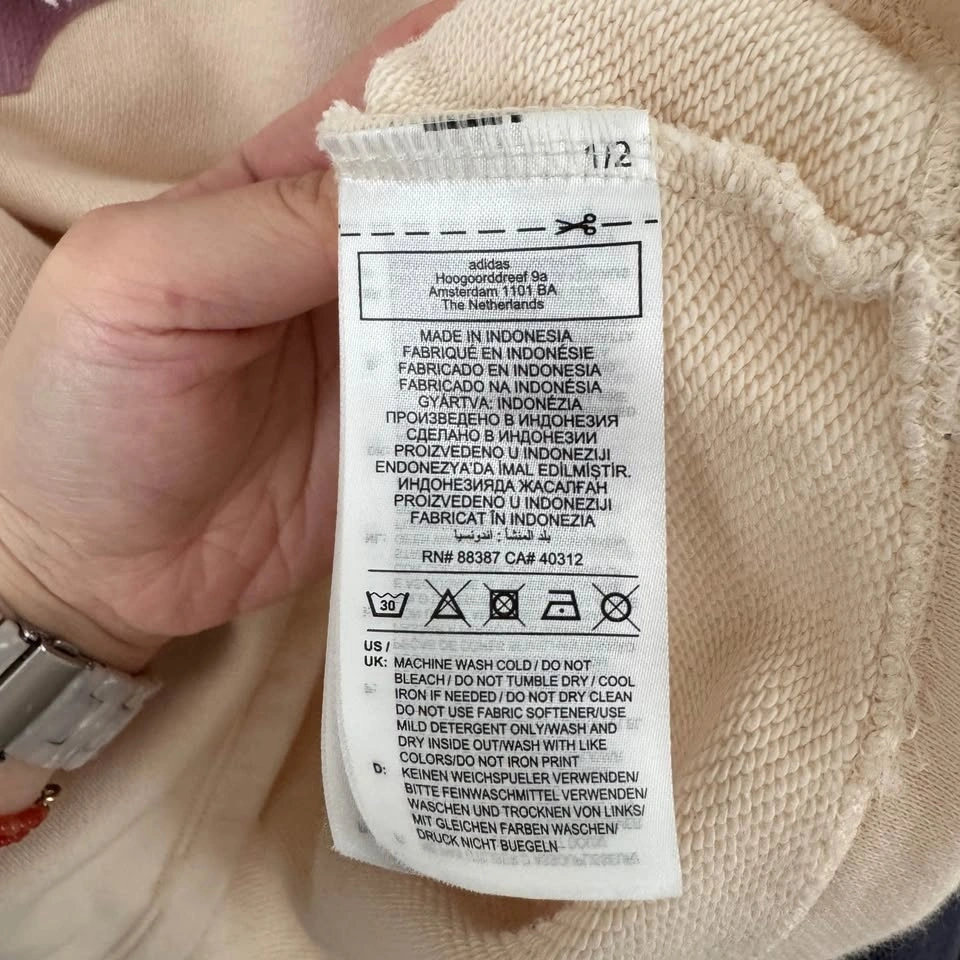 1/2
adidas
Hoogoorddreef 9a
Amsterdam 1101 BA
The Netherlands
MADE IN INDONESIA
FABRIQUÉ EN INDONÉSIE
FABRICADO EN INDONESIA
FABRICADO NA INDONÉSIA
GYÁRTVA: INDONÉZIA
ПРОИЗВЕДЕНО В ИНДОНЕЗИЯ
СДЕЛАНО В ИНДОНЕЗИИ
PROIZVEDENO U INDONEZIJI
ENDONEZYA'DA İMAL EDİLMİŞTİR.
ИНДОНЕЗИЯДА ЖАСАЛҒАН
PROIZVEDENO U INDONEZIJI
FABRICAT ÎN INDONEZIA
بلد المنشأ : اندونسيا
RN# 88387 CA# 40312
30
US /
UK: MACHINE WASH COLD / DO NOT
BLEACH / DO NOT TUMBLE DRY / COOL
IRON IF NEEDED / DO NOT DRY CLEAN
DO NOT USE FABRIC SOFTENER/USE
MILD DETERGENT ONLY/WASH AND
DRY INSIDE OUT/WASH WITH LIKE
COLORS/DO NOT IRON PRINT
D: KEINEN WEICHSPUELER VERWENDEN/
BITTE FEINWASCHMITTEL VERWENDEN/
WASCHEN UND TROCKNEN VON LINKS/
MIT GLEICHEN FARBEN WASCHEN/
DRUCK NICHT BUEGELN